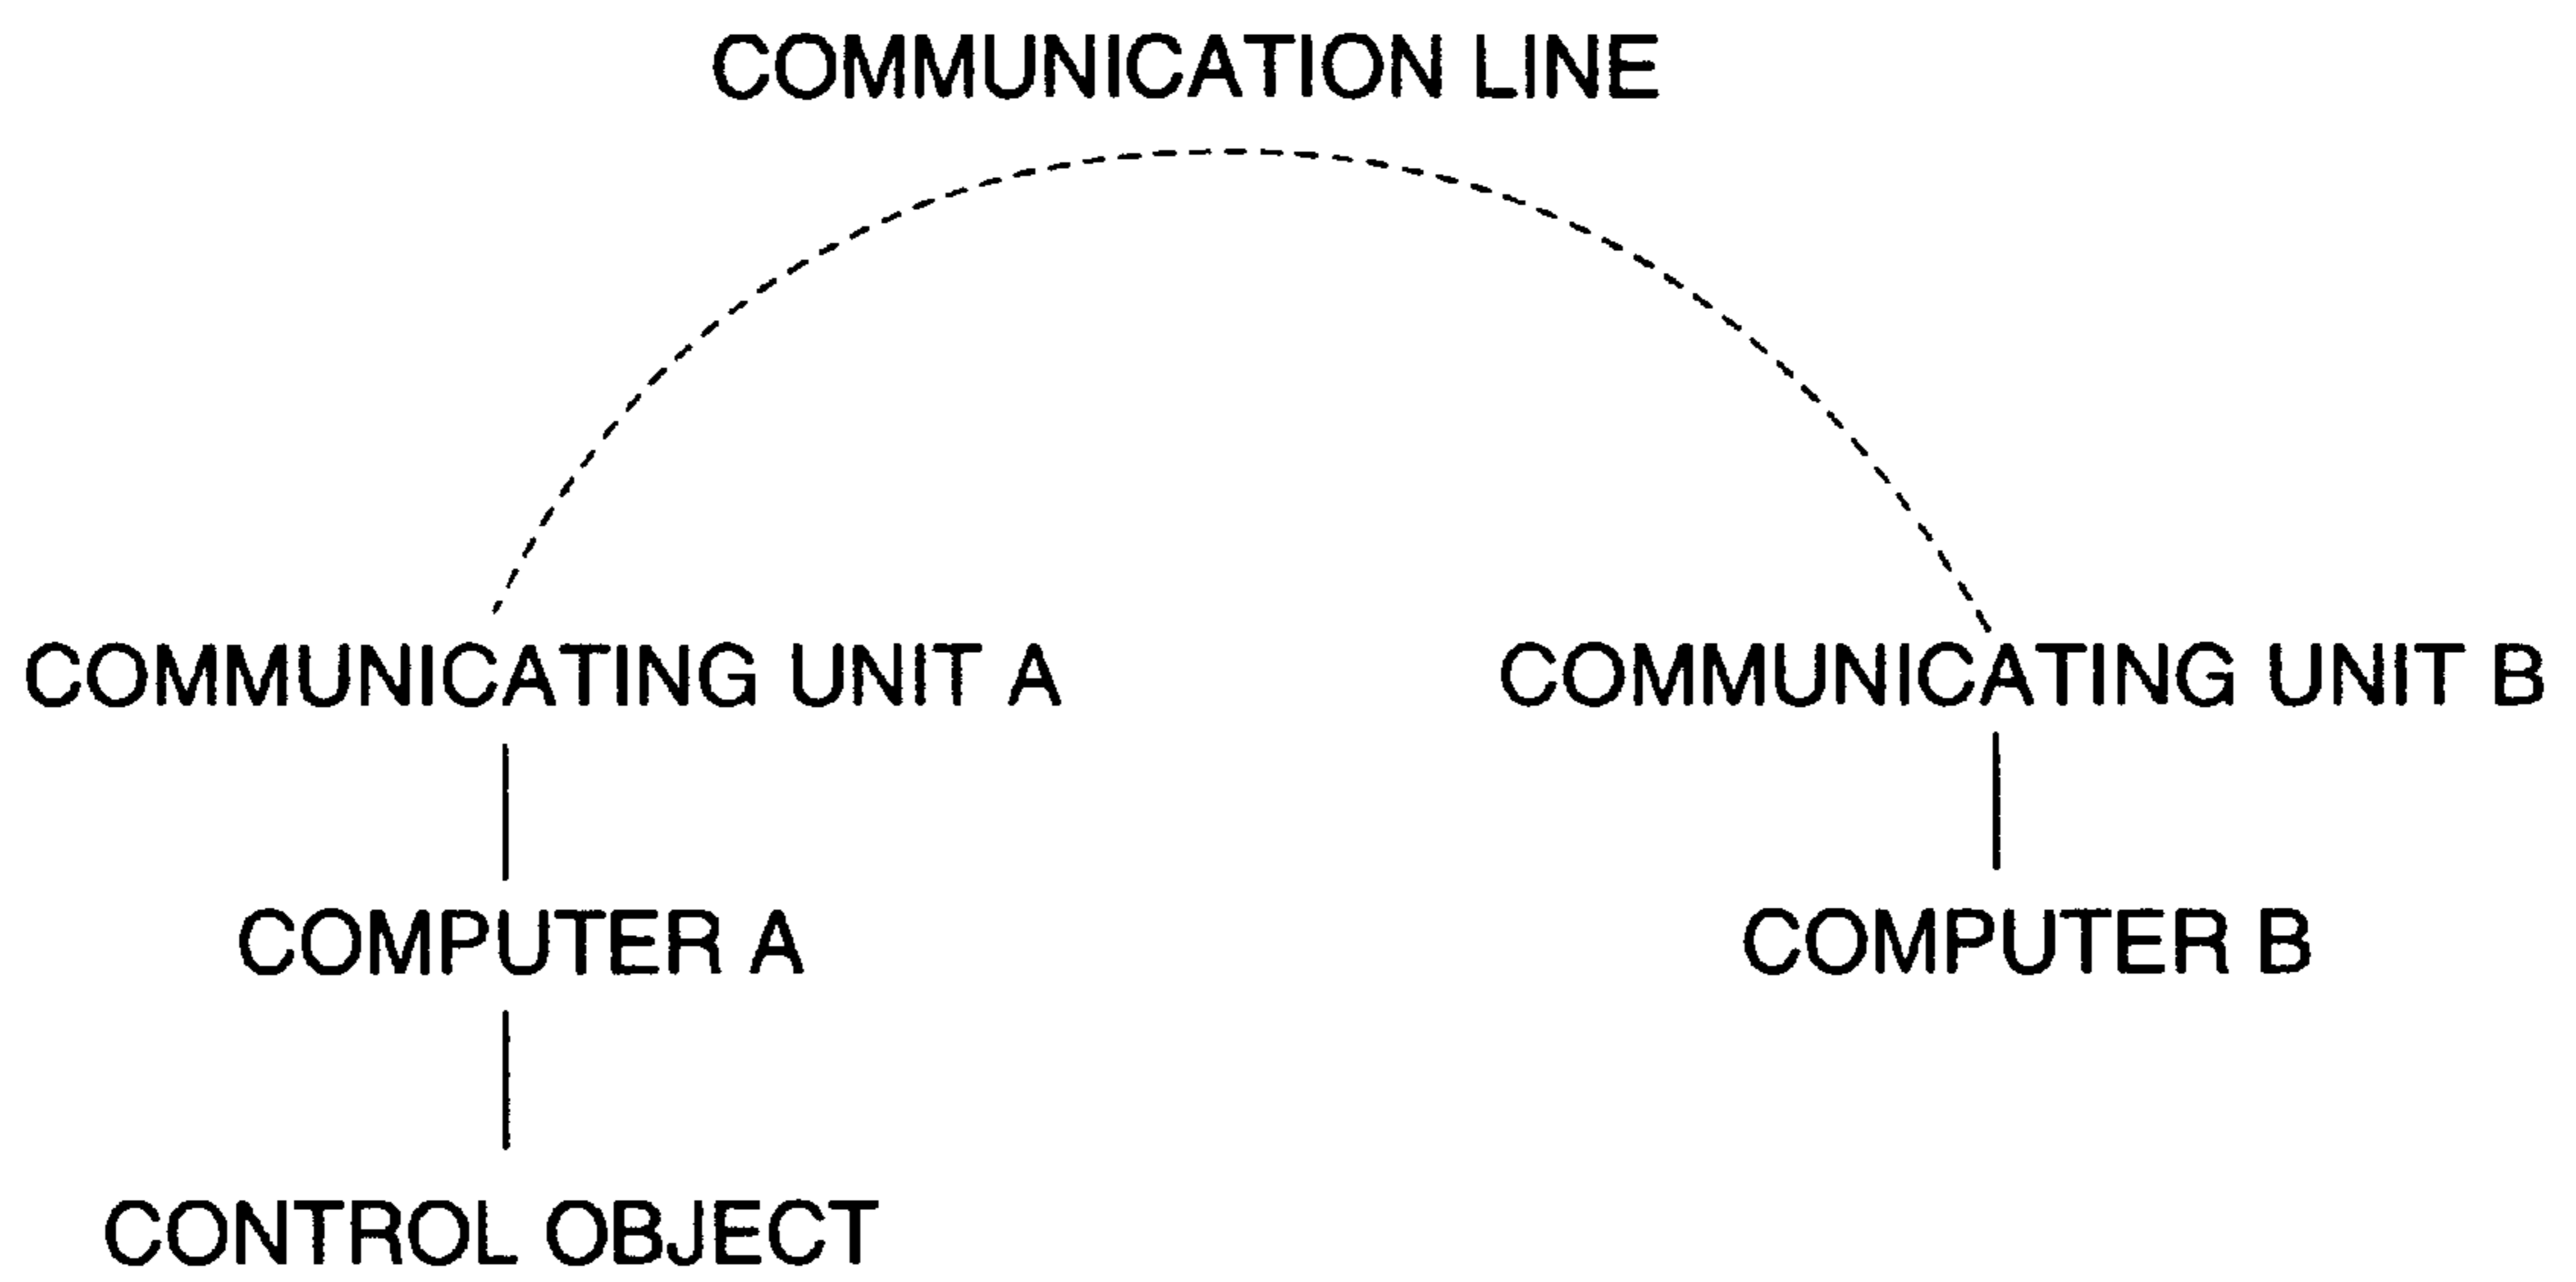 COMMUNICATION LINE
COMMUNICATING UNIT A
COMMUNICATING UNIT B
COMPUTER A
COMPUTER B
CONTROL OBJECT